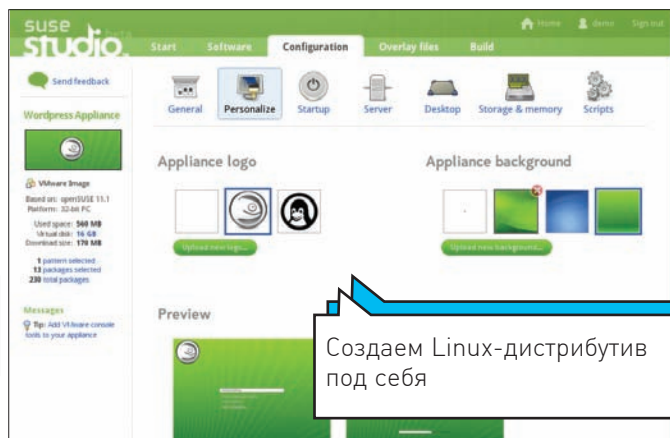 suse studio beta
Home demo Sign out
Start Software Configuration Overlay files Build
Send feedback
General Personalize Startup Server Desktop Storage & memory Scripts
Wordpress Appliance
Appliance logo
Appliance background
VMware Image
Based on: openSUSE 11.1
Platform: 32-bit PC
Used space: 560 MB
Virtual disk: 16 GB
Download size: 170 MB
1 pattern selected
13 packages selected
230 total packages
Upload new logo...
Upload new background...
Messages
Tip: Add VMware console tools to your appliance
Preview
Создаем Linux-дистрибутив
под себя